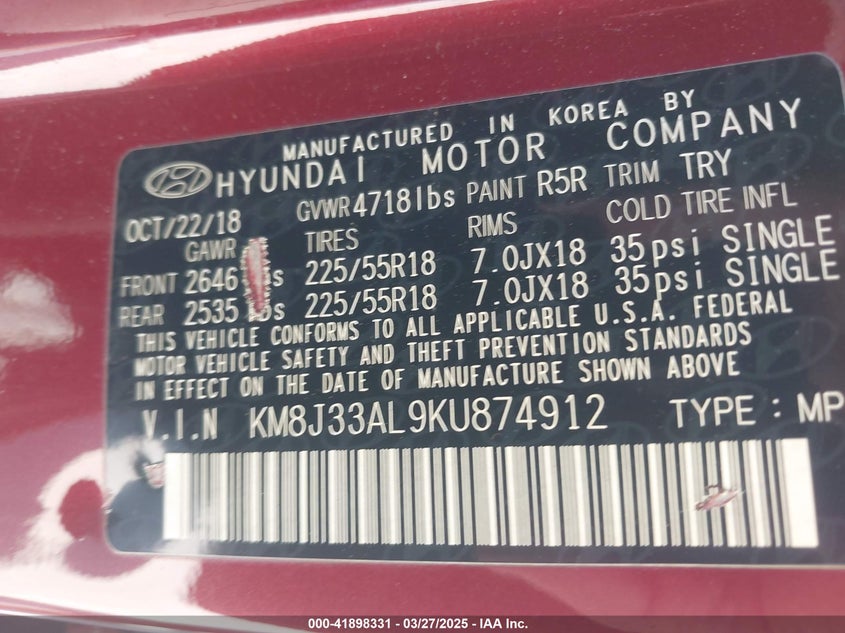 MANUFACTURED IN KOREA BY
HYUNDAI MOTOR COMPANY
OCT/22/18 GVWR 4718lbs PAINT R5R TRIM TRY
GAWR TIRES RIMS COLD TIRE INFL
FRONT 2646 225/55R18 7.0JX18 35psi SINGLE
REAR 2535 225/55R18 7.0JX18 35psi SINGLE
THIS VEHICLE CONFORMS TO ALL APPLICABLE U.S.A. FEDERAL
MOTOR VEHICLE SAFETY AND THEFT PREVENTION STANDARDS
IN EFFECT ON THE DATE OF MANUFACTURE SHOWN ABOVE
V.I.N KM8J33AL9KU874912 TYPE : MP
000-41898331 - 03/27/2025 - IAA Inc.